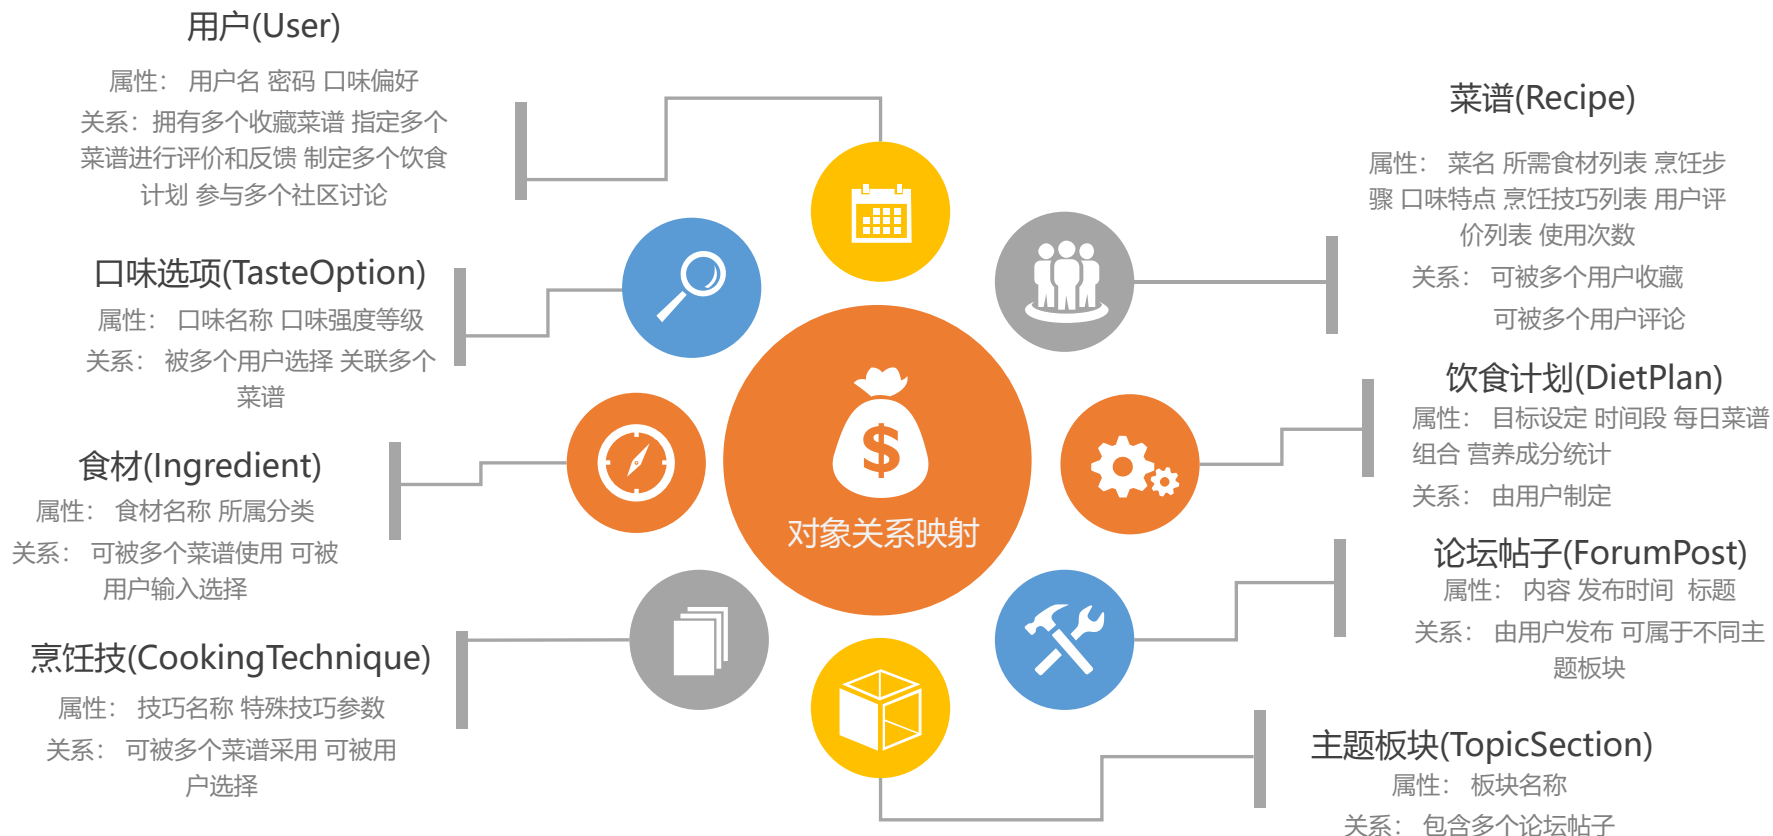 用户(User)
属性： 用户名 密码 口味偏好
关系：拥有多个收藏菜谱 指定多个
菜谱进行评价和反馈 制定多个饮食
计划 参与多个社区讨论
口味选项(TasteOption)
属性： 口味名称 口味强度等级
关系： 被多个用户选择 关联多个
菜谱
食材(Ingredient)
属性： 食材名称 所属分类
关系： 可被多个菜谱使用 可被
用户输入选择
烹饪技(CookingTechnique)
属性： 技巧名称 特殊技巧参数
关系： 可被多个菜谱采用 可被用
户选择
$
对象关系映射
菜谱(Recipe)
属性： 菜名 所需食材列表 烹饪步
骤 口味特点 烹饪技巧列表 用户评
价列表 使用次数
关系： 可被多个用户收藏
可被多个用户评论
饮食计划(DietPlan)
属性： 目标设定 时间段 每日菜谱
组合 营养成分统计
关系： 由用户制定
论坛帖子(ForumPost)
属性： 内容 发布时间 标题
关系： 由用户发布 可属于不同主
题板块
主题板块(TopicSection)
属性： 板块名称
关系： 包含多个论坛帖子